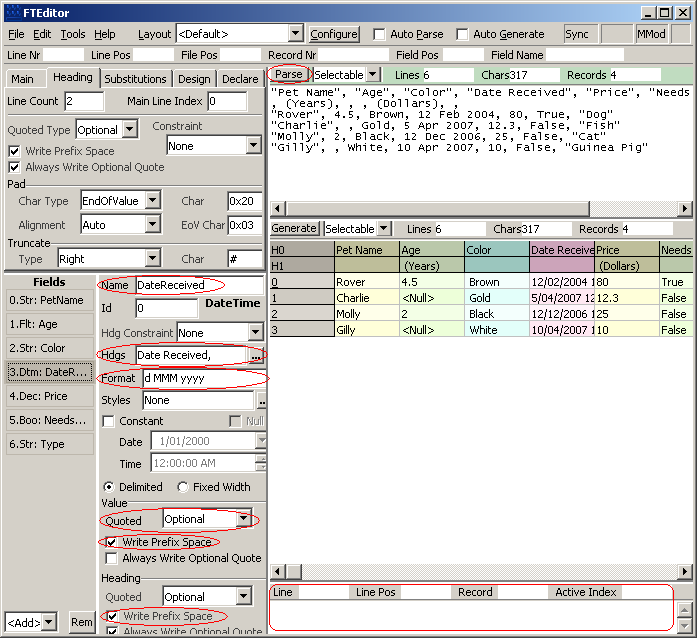 FTEditor
File Edit Tools Help Layout <Default> Configure Auto Parse Auto Generate Sync MMod
Line Nr Line Pos File Pos Record Nr Field Pos Field Name
Main Heading Substitutions Design Declare
Line Count 2 Main Line Index 0
Quoted Type Optional Constraint
None
Write Prefix Space
Always Write Optional Quote
Pad
Char Type EndOfValue Char 0x20
Alignment Auto EoV Char 0x03
Truncate
Type Right Char #
Parse Selectable Lines 6 Chars317 Records 4
"Pet Name", "Age", "Color", "Date Received", "Price", "Needs
, (Years), , , (Dollars), ,
"Rover", 4.5, Brown, 12 Feb 2004, 80, True, "Dog"
"Charlie", , Gold, 5 Apr 2007, 12.3, False, "Fish"
"Molly", 2, Black, 12 Dec 2006, 25, False, "Cat"
"Gilly", , White, 10 Apr 2007, 10, False, "Guinea Pig"
Generate Selectable Lines 6 Chars317 Records 4
H0 Pet Name Age Color Date Receive Price Needs
H1 (Years) (Dollars)
0 Rover 4.5 Brown 12/02/2004 1 80 True
1 Charlie <Null> Gold 5/04/2007 12 12.3 False
2 Molly 2 Black 12/12/2006 1 25 False
3 Gilly <Null> White 10/04/2007 1 10 False
Fields
0.Str: PetName
1.Flt: Age
2.Str: Color
3.Dtm: DateR...
4.Dec: Price
5.Boo: Needs...
6.Str: Type
<Add> Rem
Name DateReceived
Id 0 DateTime
Hdg Constraint None
Hdgs Date Received, ...
Format d MMM yyyy
Styles None ..
Constant Null
Date 1/01/2000
Time 12:00:00 AM
Delimited Fixed Width
Value
Quoted Optional
Write Prefix Space
Always Write Optional Quote
Heading
Quoted Optional
Write Prefix Space
Always Write Optional Quote
Line Line Pos Record Active Index